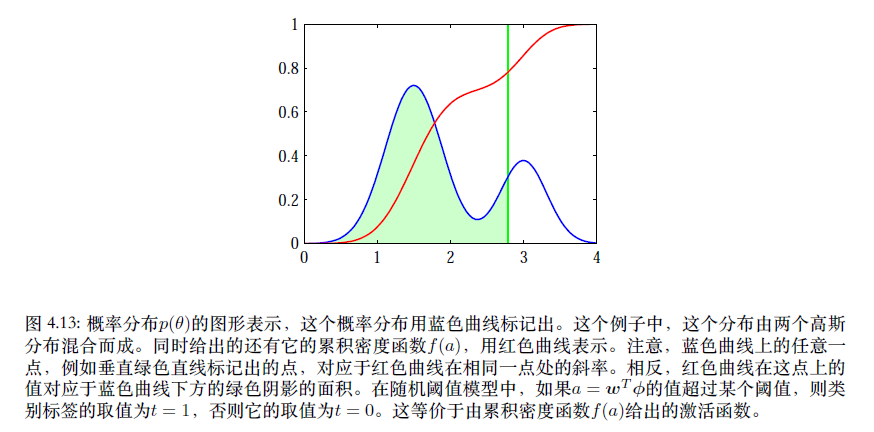 1
0.8
0.6
0.4
0.2
0
0 1 2 3 4
图 4.13: 概率分布p(θ)的图形表示，这个概率分布用蓝色曲线标记出。这个例子中，这个分布由两个高斯
分布混合而成。同时给出的还有它的累积密度函数f(a)，用红色曲线表示。注意，蓝色曲线上的任意一
点，例如垂直绿色直线标记出的点，对应于红色曲线在相同一点处的斜率。相反，红色曲线在这点上的
值对应于蓝色曲线下方的绿色阴影的面积。在随机阈值模型中，如果a = wᵀϕ的值超过某个阈值，则类
别标签的取值为t = 1，否则它的取值为t = 0。这等价于由累积密度函数f(a)给出的激活函数。